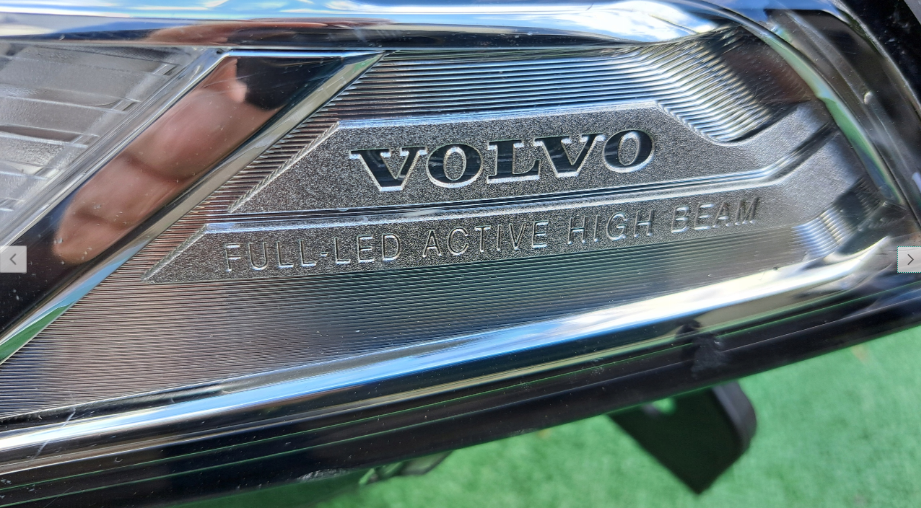 VOLVO
FULL-LED ACTIVE HIGH BEAM